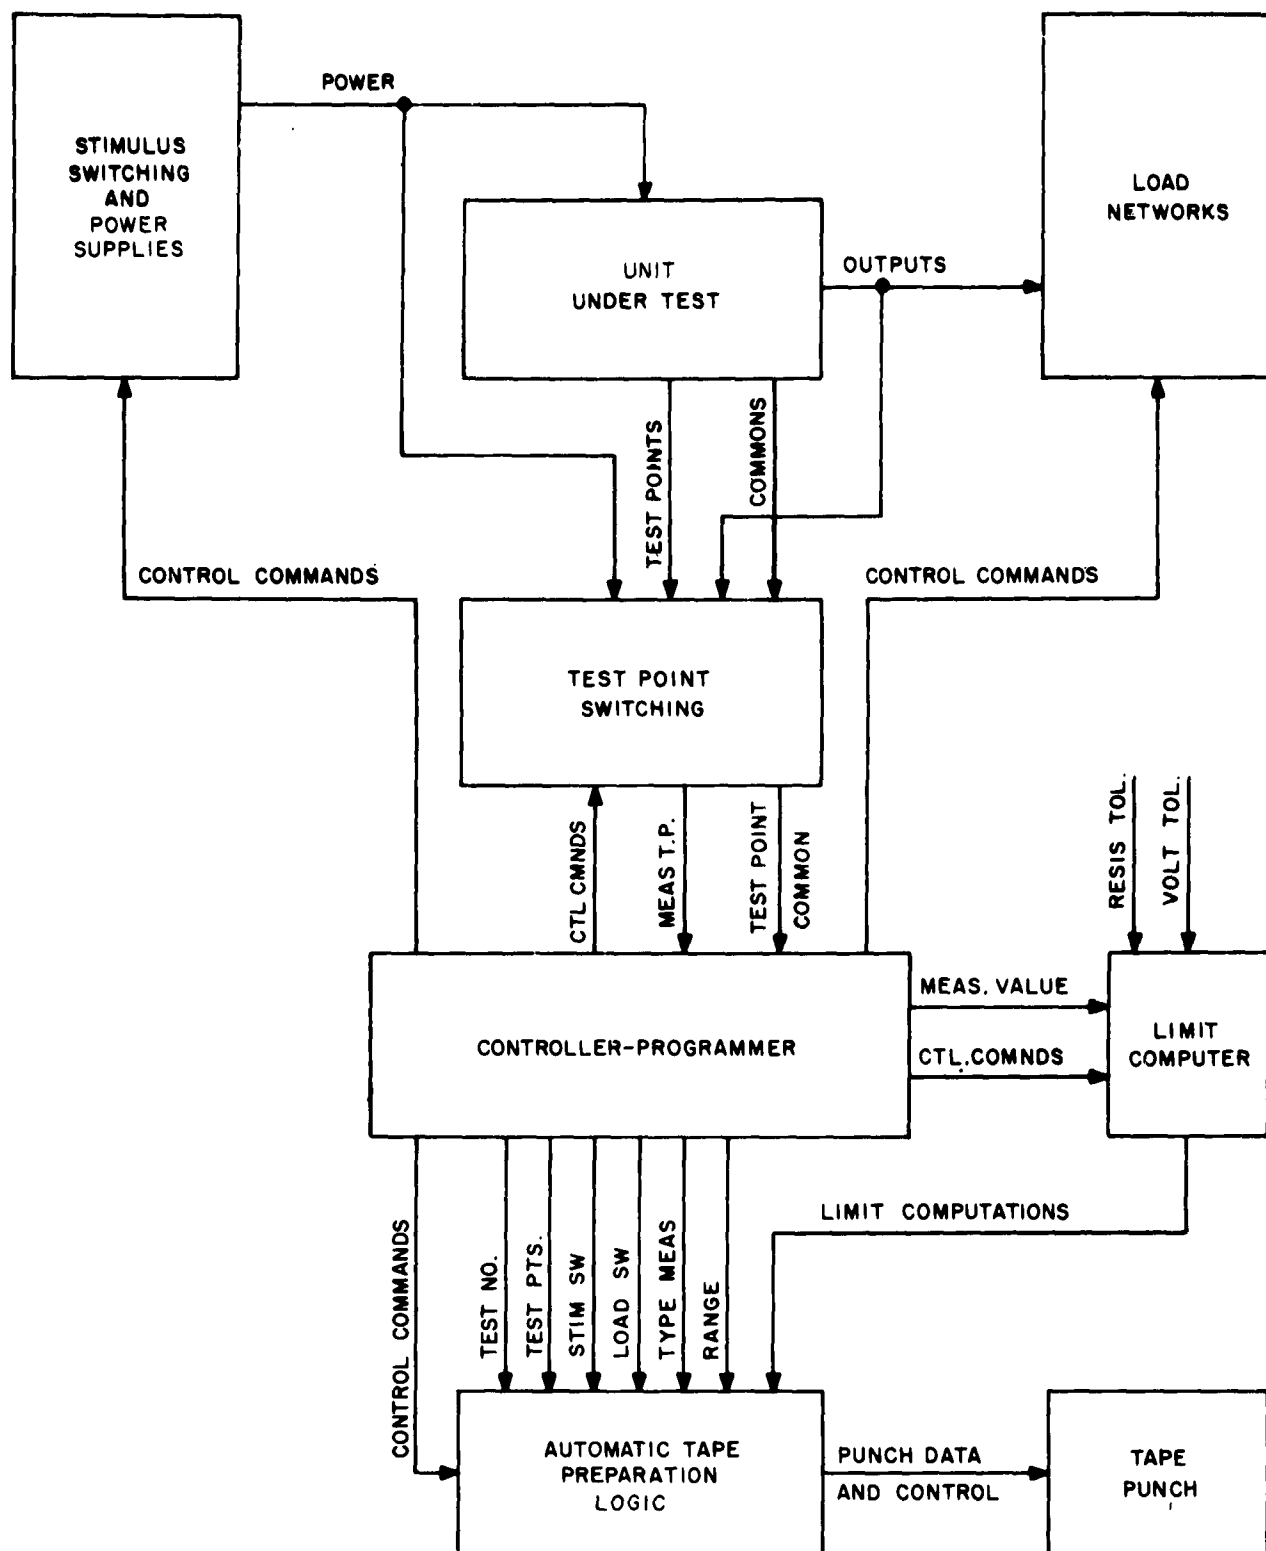 POWER
STIMULUS
SWITCHING
AND
POWER
SUPPLIES
LOAD
NETWORKS
UNIT
UNDER TEST
OUTPUTS
TEST POINTS
COMMONS
CONTROL COMMANDS
CONTROL COMMANDS
TEST POINT
SWITCHING
CTL CMNDS
MEAS T.P.
TEST POINT
COMMON
RESIS TOL.
VOLT TOL.
CONTROLLER-PROGRAMMER
MEAS. VALUE
CTL. COMNDS
LIMIT
COMPUTER
LIMIT COMPUTATIONS
CONTROL COMMANDS
TEST NO.
TEST PTS.
STIM SW
LOAD SW
TYPE MEAS
RANGE
AUTOMATIC TAPE
PREPARATION
LOGIC
PUNCH DATA
AND CONTROL
TAPE
PUNCH